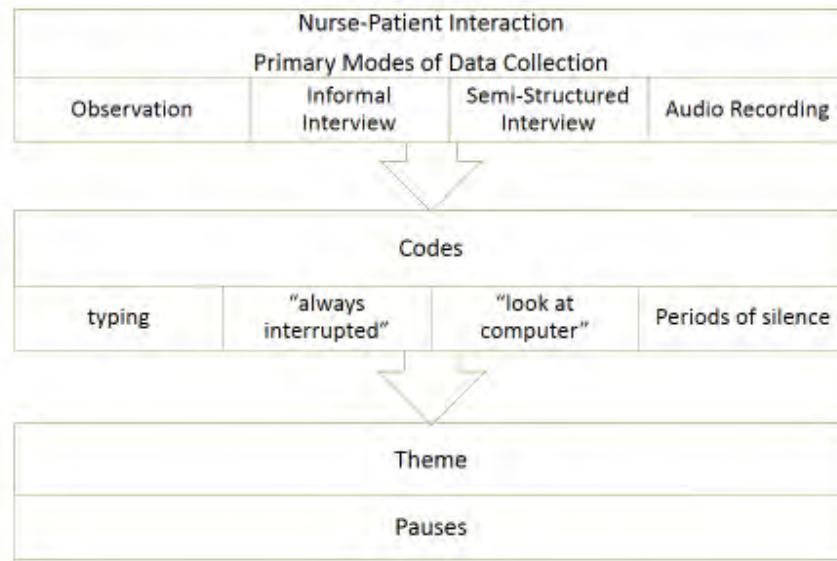 Nurse-Patient Interaction
Primary Modes of Data Collection
Observation
Informal
Interview
Semi-Structured
Interview
Audio Recording
Codes
typing
“always
interrupted”
“look at
computer”
Periods of silence
Theme
Pauses